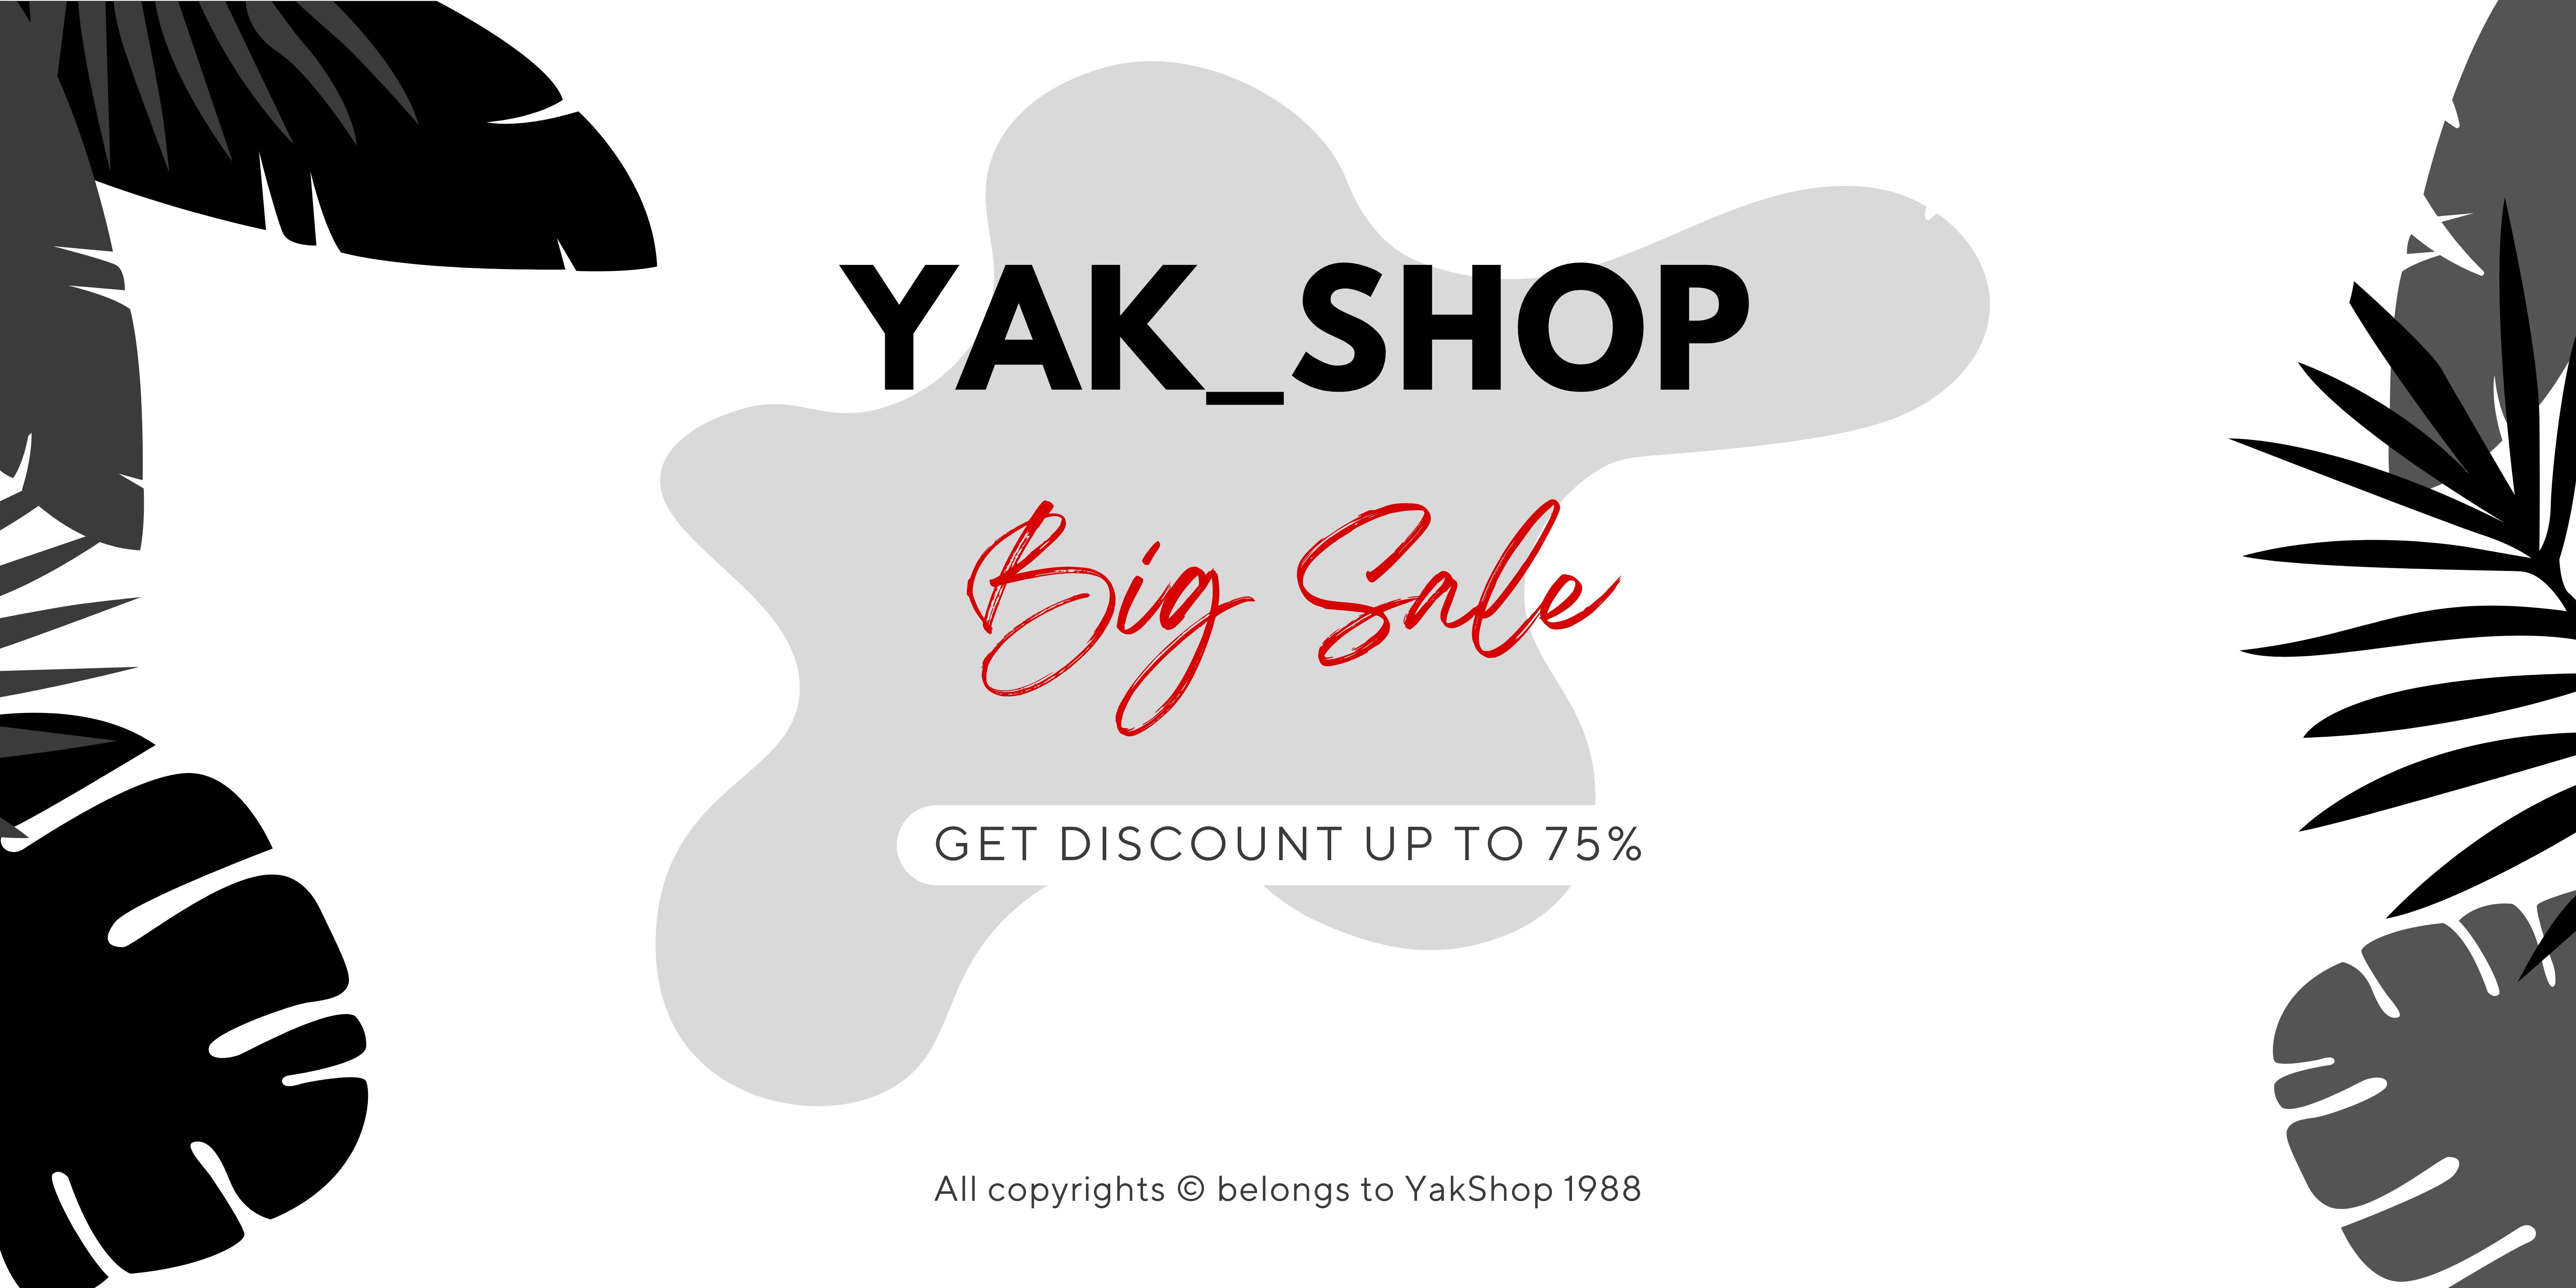 YAK_SHOP
Big Sale
GET DISCOUNT UP TO 75%
All copyrights © belongs to YakShop 1988